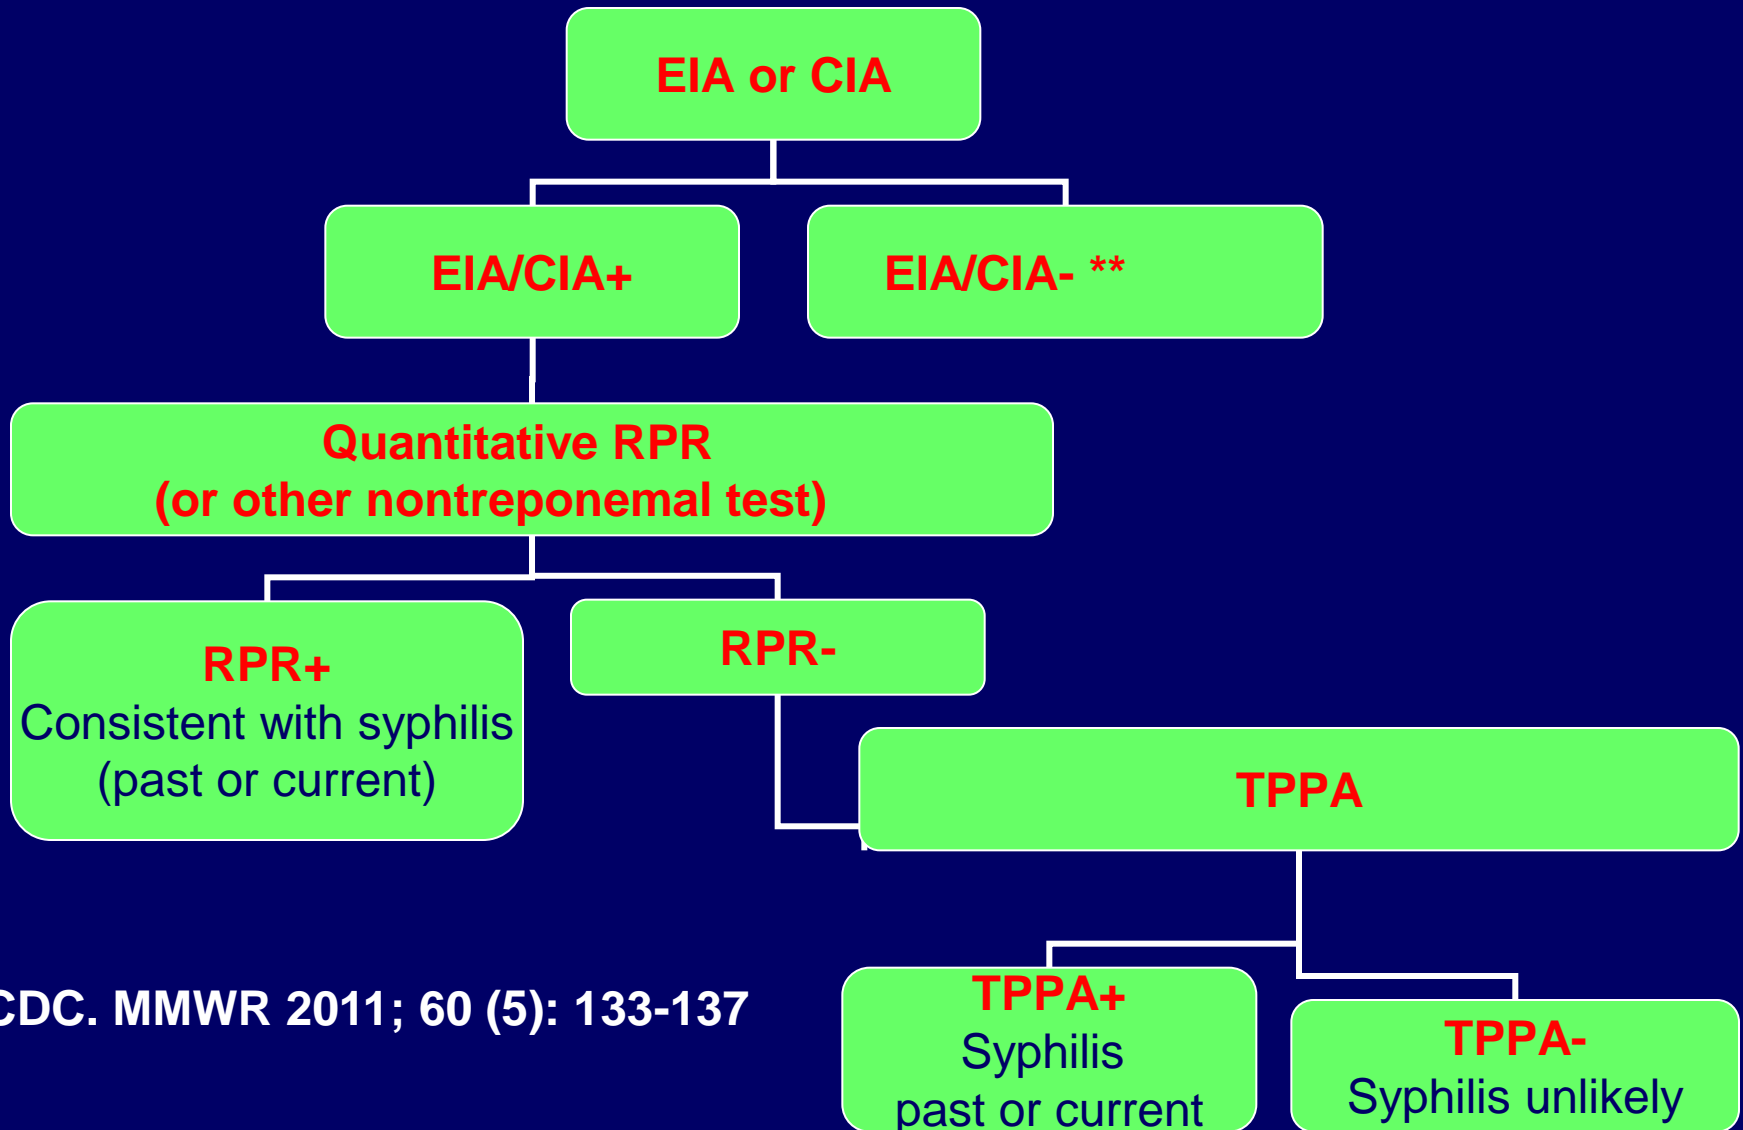 EIA or CIA
EIA/CIA+
EIA/CIA- **
Quantitative RPR
(or other nontreponemal test)
RPR+
Consistent with syphilis
(past or current)
RPR-
TPPA
CDC. MMWR 2011; 60 (5): 133-137
TPPA+
Syphilis
past or current
TPPA-
Syphilis unlikely